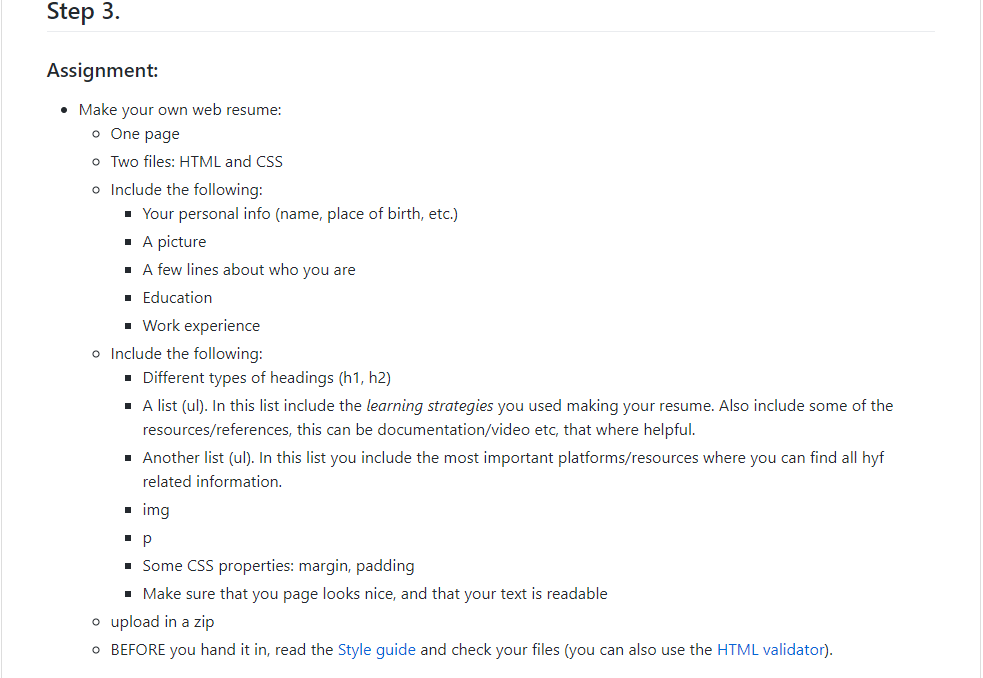 Step 3.
Assignment:
Make your own web resume:
One page
Two files: HTML and CSS
Include the following:
Your personal info (name, place of birth, etc.)
A picture
A few lines about who you are
Education
Work experience
Include the following:
Different types of headings (h1, h2)
A list (ul). In this list include the learning strategies you used making your resume. Also include some of the
resources/references, this can be documentation/video etc, that where helpful.
Another list (ul). In this list you include the most important platforms/resources where you can find all hyf
related information.
img
p
Some CSS properties: margin, padding
Make sure that you page looks nice, and that your text is readable
upload in a zip
BEFORE you hand it in, read the Style guide and check your files (you can also use the HTML validator).